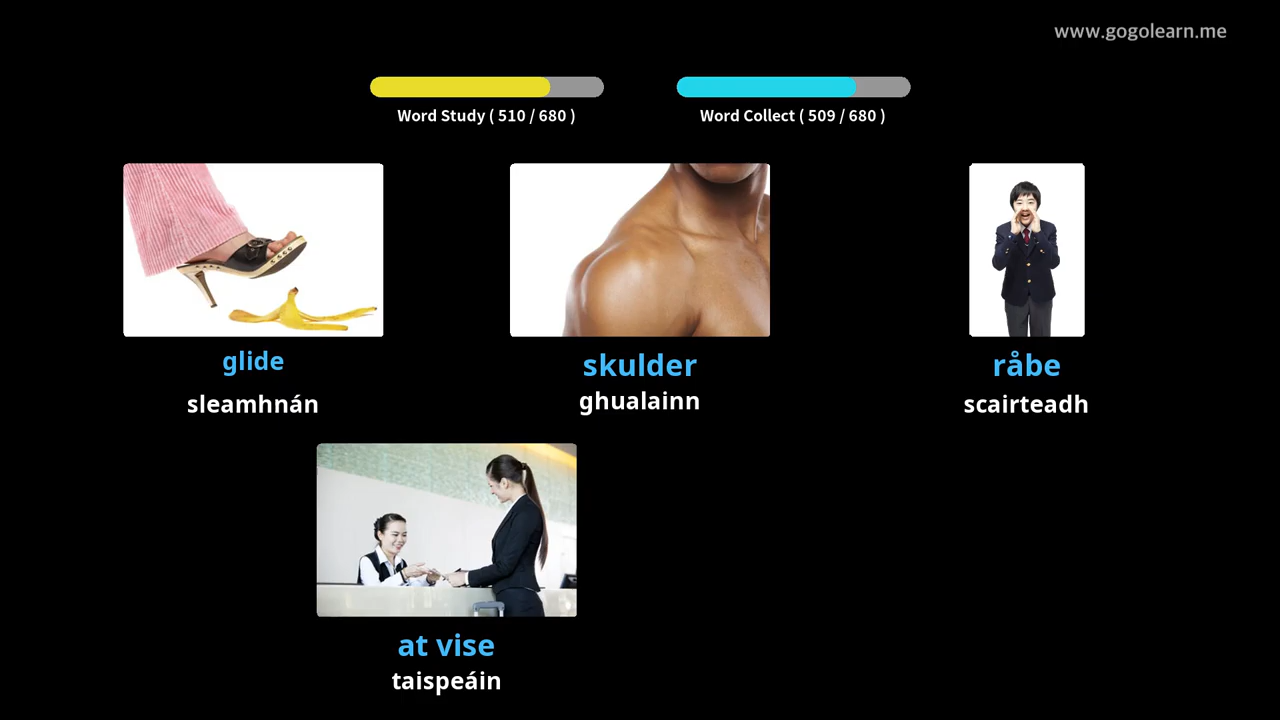 www.gogolearn.me
Word Study ( 510 / 680 )
Word Collect ( 509 / 680 )
glide
skulder
råbe
sleamhnán
ghualainn
scairteadh
at vise
taispeáin